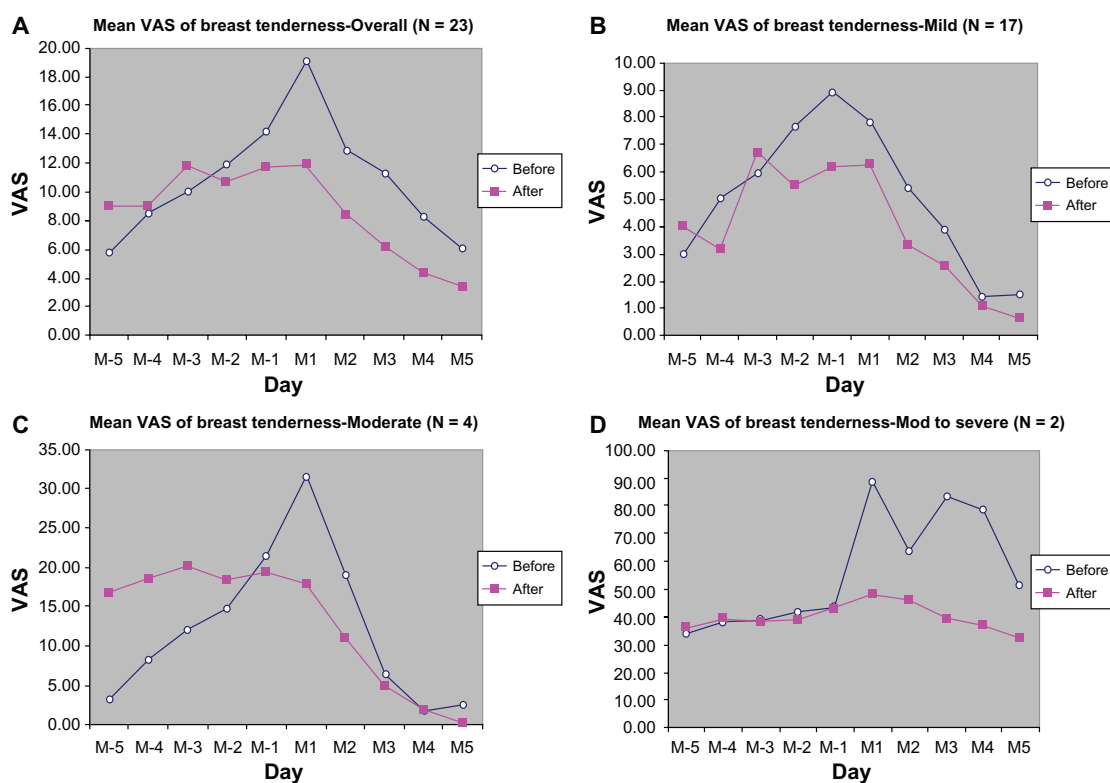 A Mean VAS of breast tenderness-Overall (N = 23)
20.00
18.00
16.00
14.00
12.00
10.00
8.00
6.00
4.00
2.00
0.00
VAS
M-5 M-4 M-3 M-2 M-1 M1 M2 M3 M4 M5
Day
Before
After
B Mean VAS of breast tenderness-Mild (N = 17)
10.00
9.00
8.00
7.00
6.00
5.00
4.00
3.00
2.00
1.00
0.00
VAS
M-5 M-4 M-3 M-2 M-1 M1 M2 M3 M4 M5
Day
Before
After
C Mean VAS of breast tenderness-Moderate (N = 4)
35.00
30.00
25.00
20.00
15.00
10.00
5.00
0.00
VAS
M-5 M-4 M-3 M-2 M-1 M1 M2 M3 M4 M5
Day
Before
After
D Mean VAS of breast tenderness-Mod to severe (N = 2)
100.00
90.00
80.00
70.00
60.00
50.00
40.00
30.00
20.00
10.00
0.00
VAS
M-5 M-4 M-3 M-2 M-1 M1 M2 M3 M4 M5
Day
Before
After